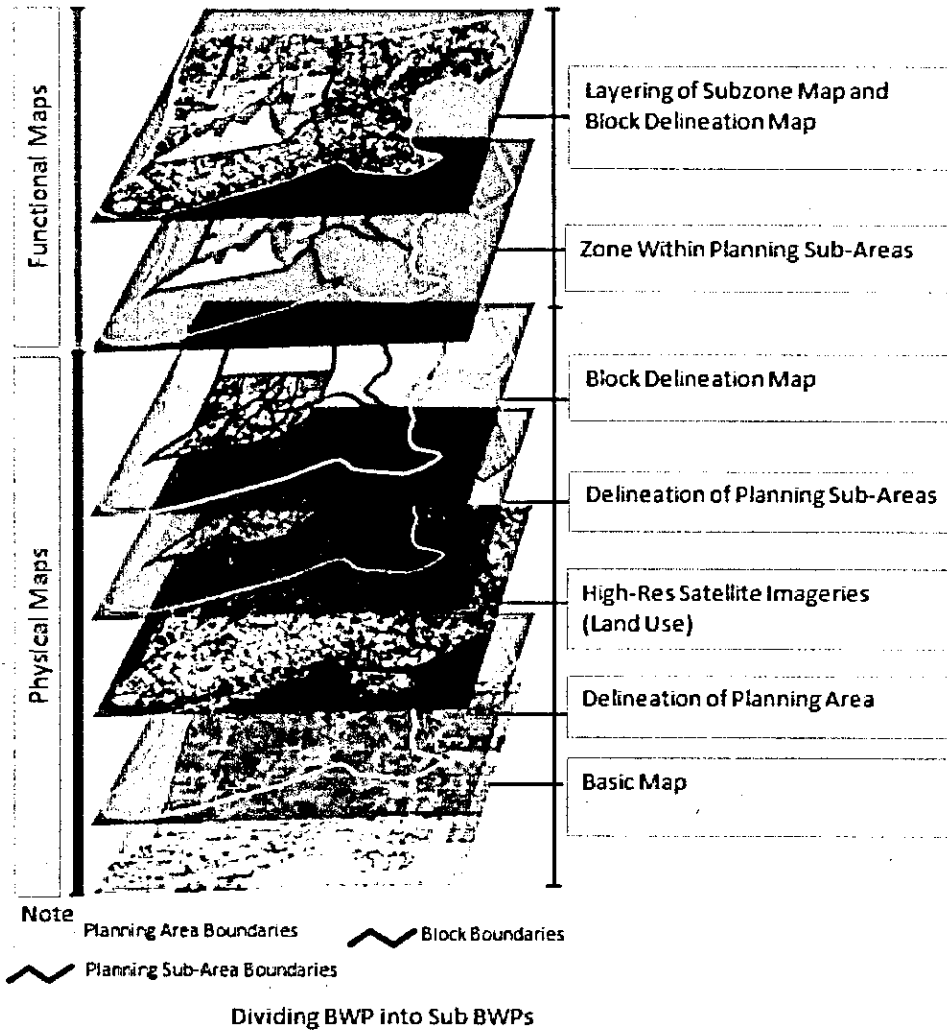 Functional Maps
Physical Maps
Layering of Subzone Map and
Block Delineation Map
Zone Within Planning Sub-Areas
Block Delineation Map
Delineation of Planning Sub-Areas
High-Res Satellite Imageries
(Land Use)
Delineation of Planning Area
Basic Map
Note
Planning Area Boundaries
Block Boundaries
Planning Sub-Area Boundaries
Dividing BWP into Sub BWPs